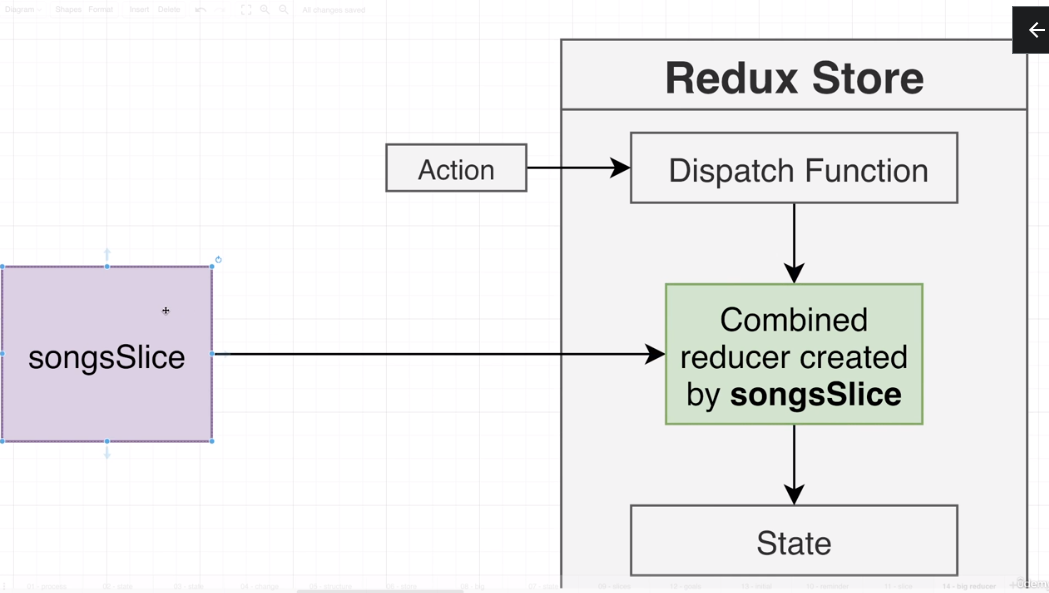 Diagram Shapes Format Insert Delete All changes saved
Redux Store
Action
Dispatch Function
songsSlice
Combined
reducer created
by songsSlice
State
14 - big reducer
udemy